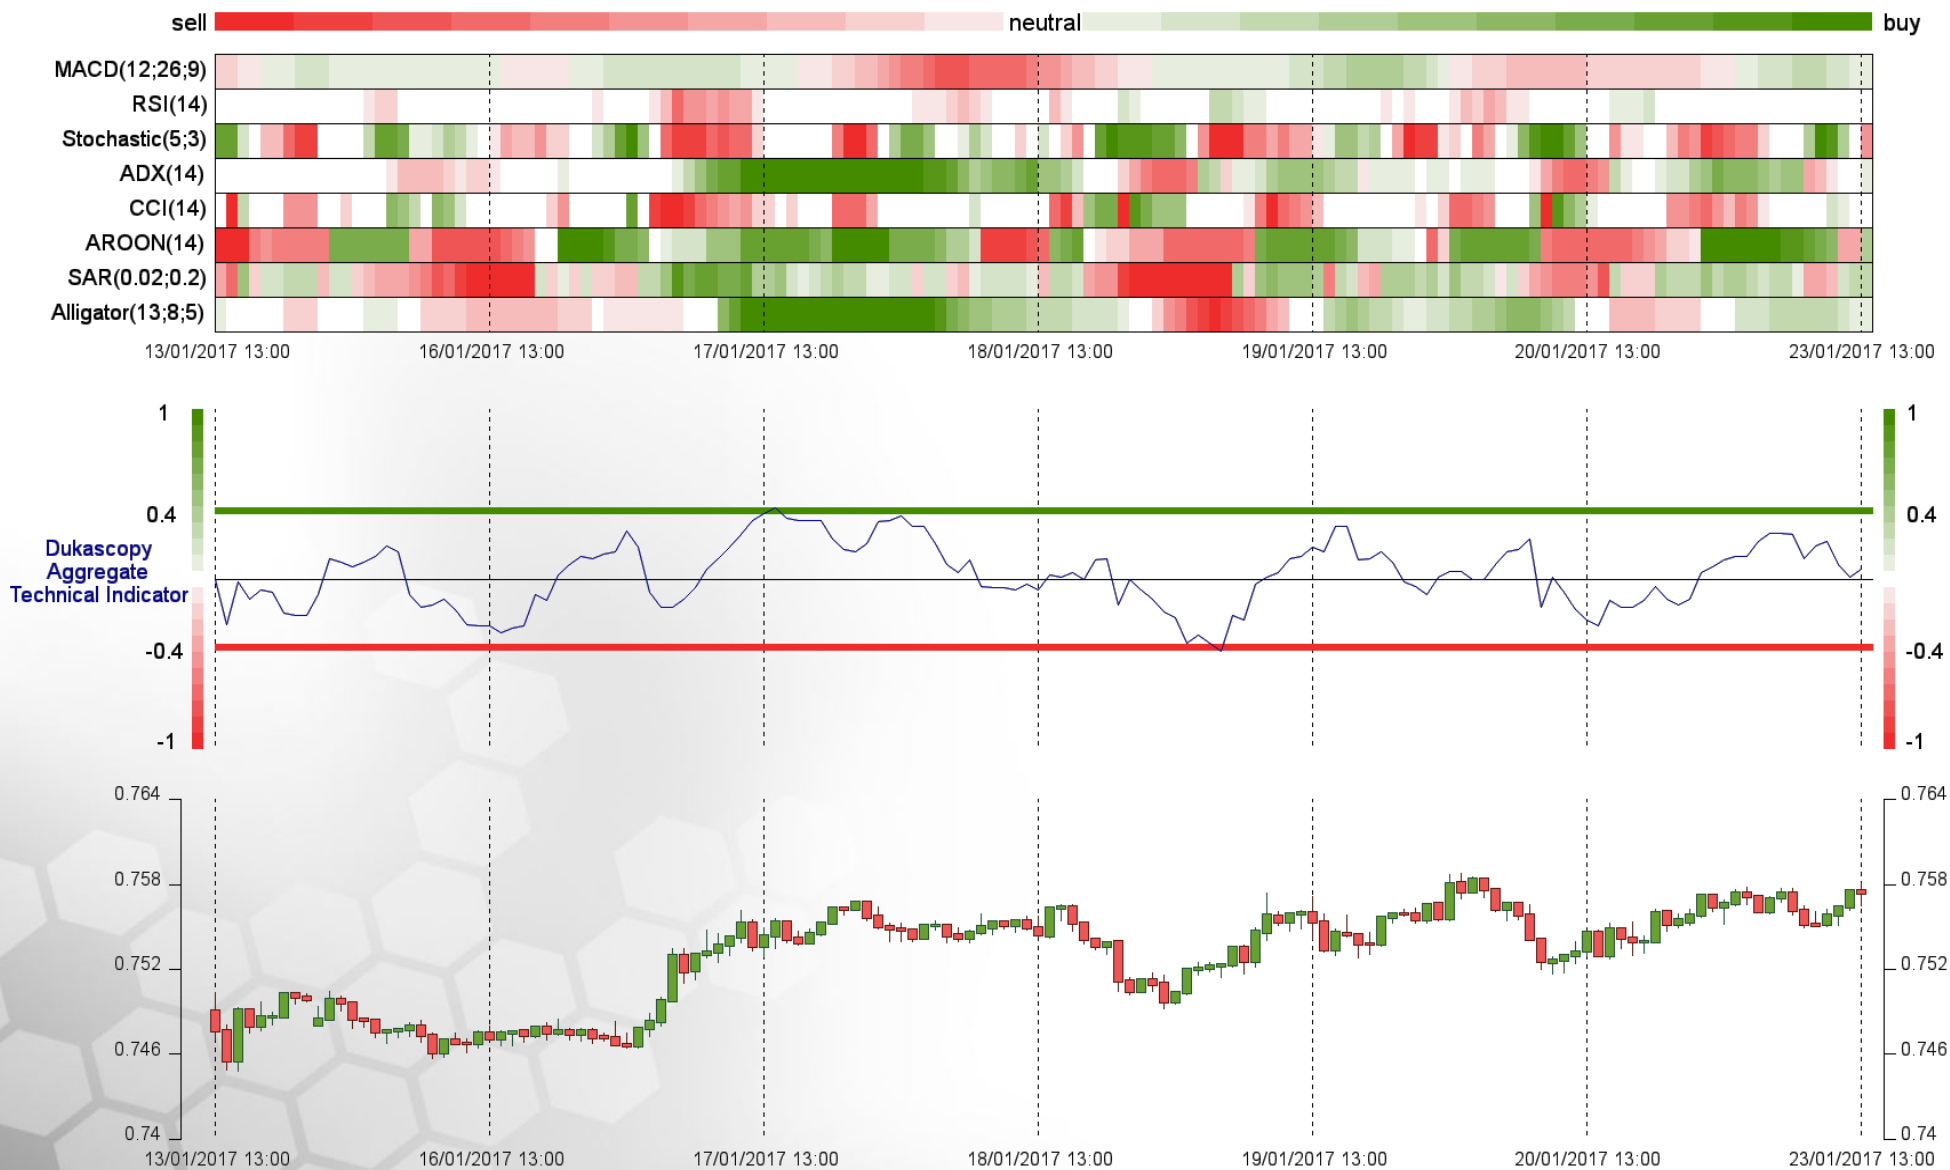 sell neutral buy
MACD(12;26;9)
RSI(14)
Stochastic(5;3)
ADX(14)
CCI(14)
AROON(14)
SAR(0.02;0.2)
Alligator(13;8;5)
13/01/2017 13:00 16/01/2017 13:00 17/01/2017 13:00 18/01/2017 13:00 19/01/2017 13:00 20/01/2017 13:00 23/01/2017 13:00
1 1
0.4 0.4
Dukascopy
Aggregate
Technical Indicator
-0.4 -0.4
-1 -1
0.764 0.764
0.758 0.758
0.752 0.752
0.746 0.746
0.74 0.74
13/01/2017 13:00 16/01/2017 13:00 17/01/2017 13:00 18/01/2017 13:00 19/01/2017 13:00 20/01/2017 13:00 23/01/2017 13:00